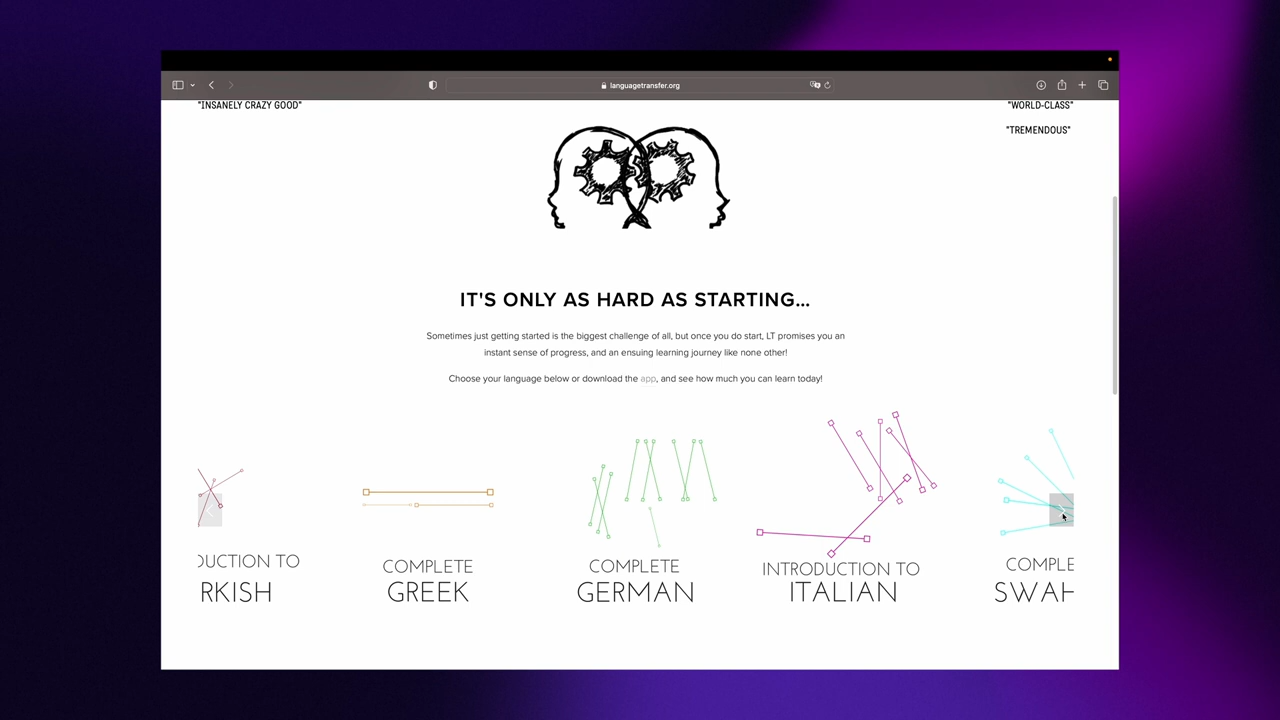 languagetransfer.org
"INSANELY CRAZY GOOD"
"WORLD-CLASS"
"TREMENDOUS"
IT'S ONLY AS HARD AS STARTING...
Sometimes just getting started is the biggest challenge of all, but once you do start, LT promises you an
instant sense of progress, and an ensuing learning journey like none other!
Choose your language below or download the app, and see how much you can learn today!
DUCTION TO
RKISH
COMPLETE
GREEK
COMPLETE
GERMAN
INTRODUCTION TO
ITALIAN
COMPLE
SWAH